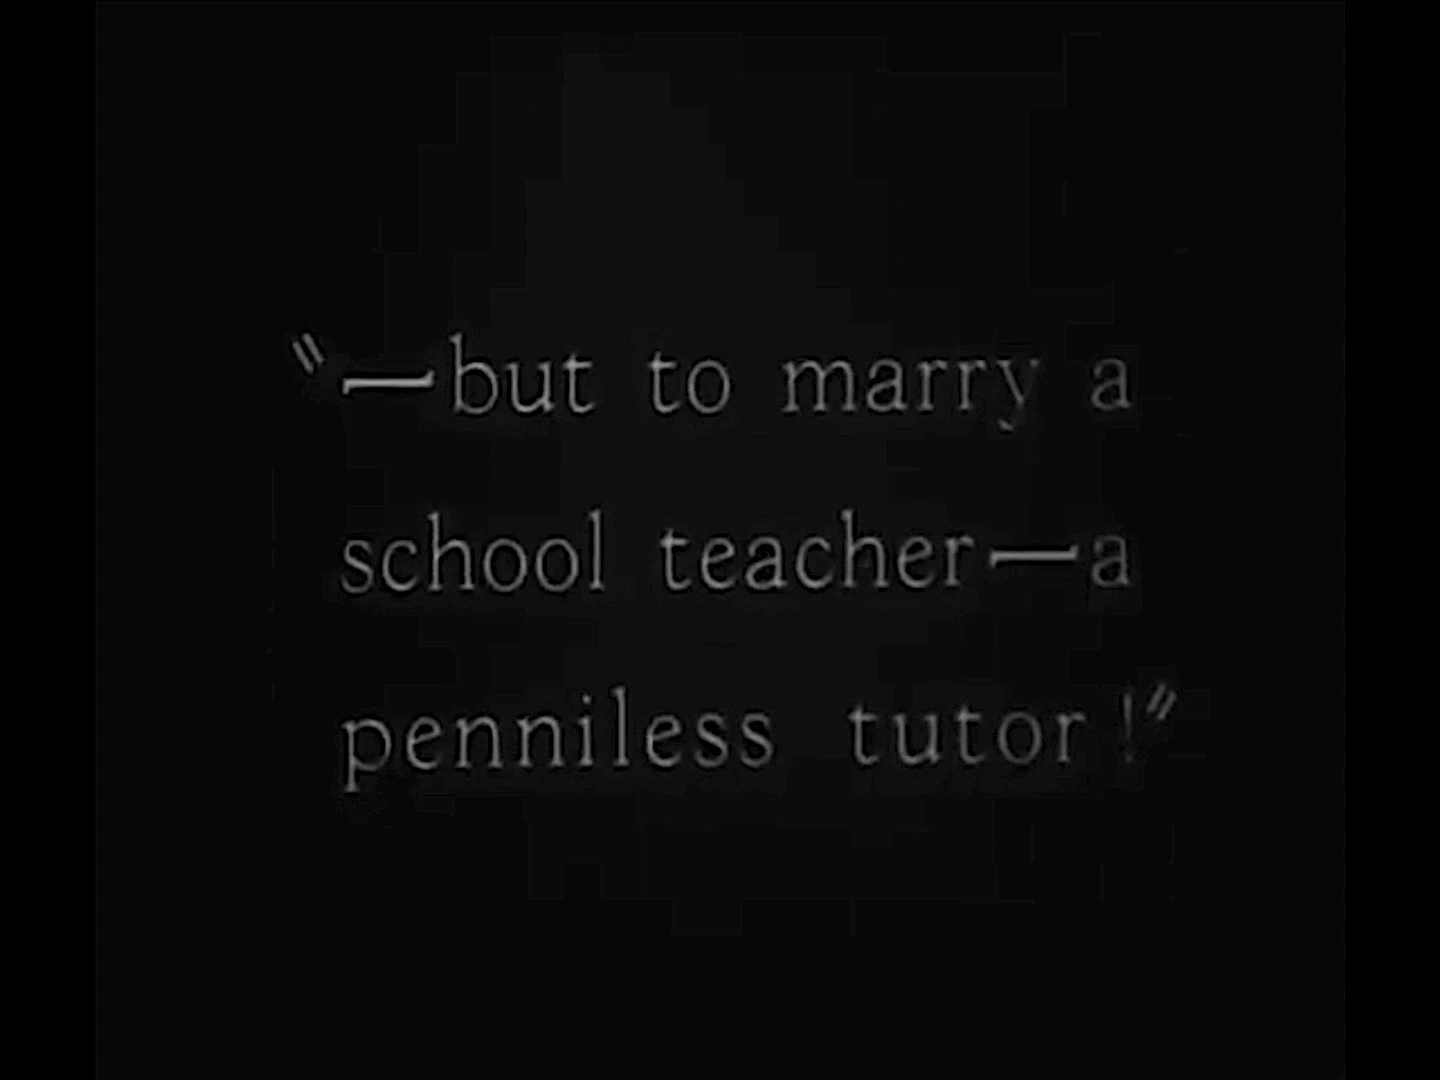 "—but to marry a
school teacher—a
penniless tutor!"